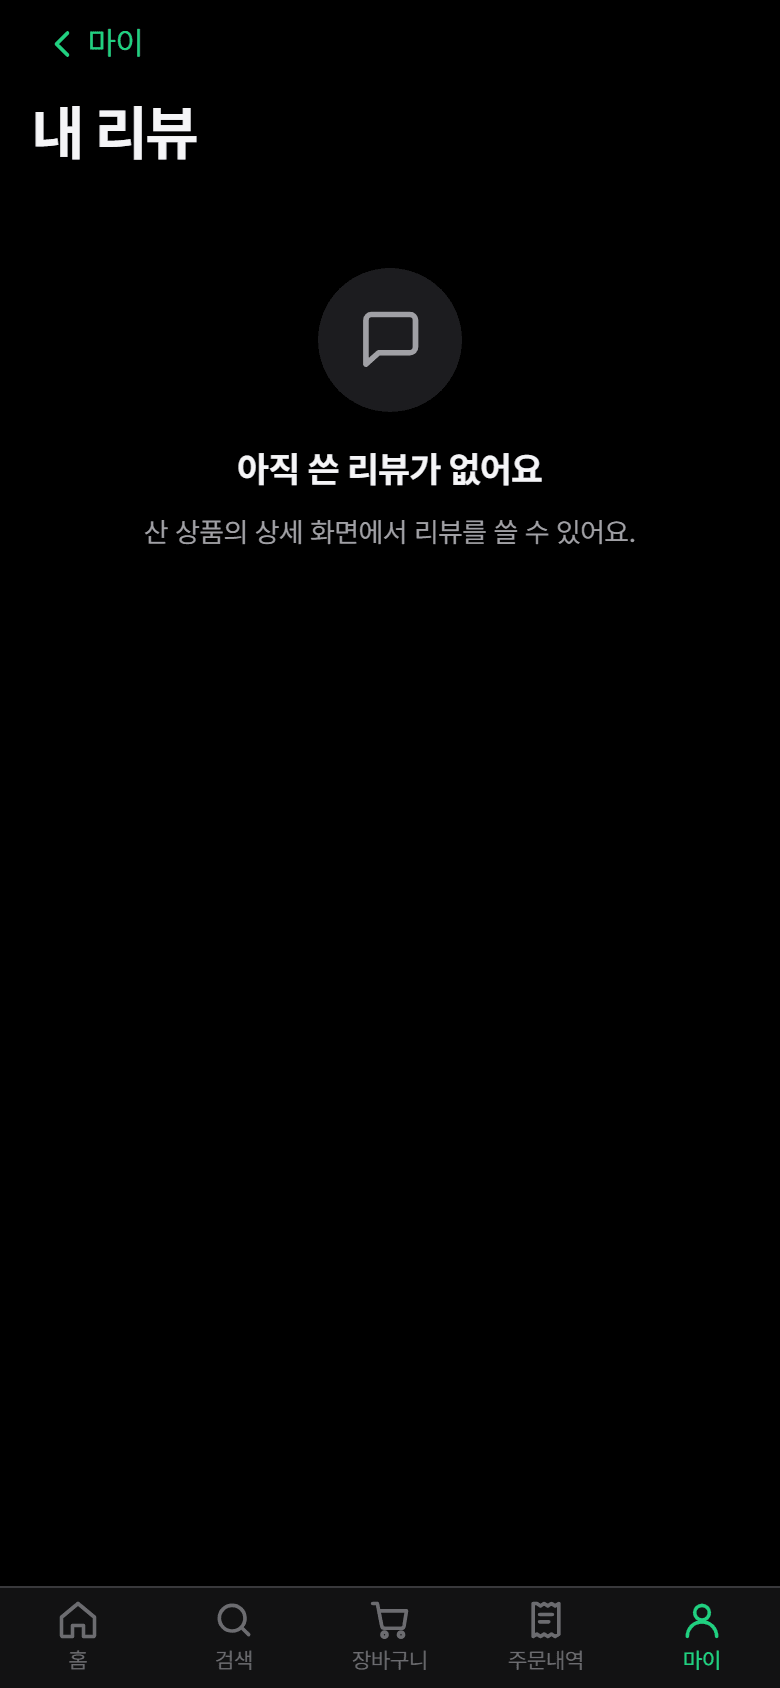 마이
내 리뷰
아직 쓴 리뷰가 없어요
산 상품의 상세 화면에서 리뷰를 쓸 수 있어요.
홈
검색
장바구니
주문내역
마이